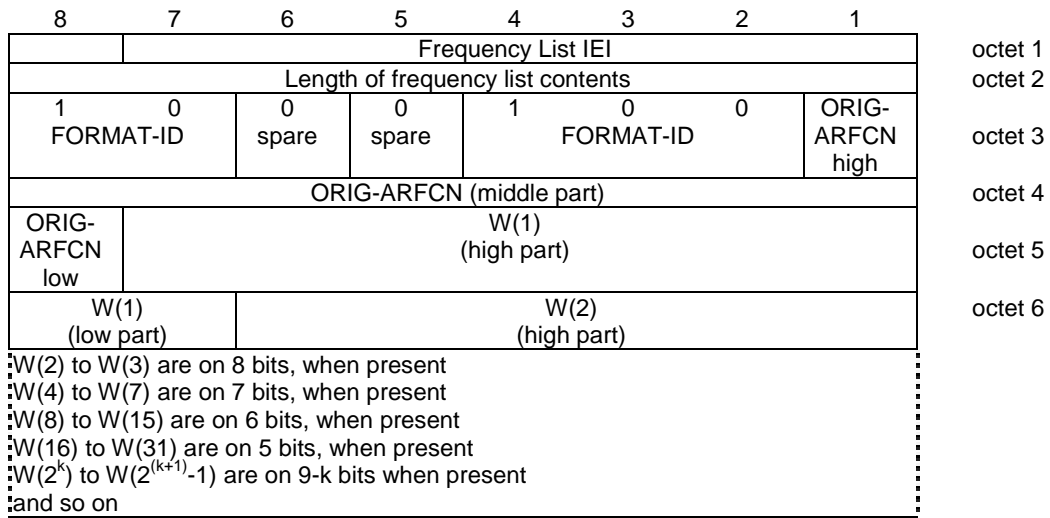 8 7 6 5 4 3 2 1
Frequency List IEI octet 1
Length of frequency list contents octet 2
1 0 0 0 1 0 0 ORIG-
FORMAT-ID spare spare FORMAT-ID ARFCN octet 3
high
ORIG-ARFCN (middle part) octet 4
ORIG- W(1)
ARFCN (high part) octet 5
low
W(1) W(2) octet 6
(low part) (high part)
W(2) to W(3) are on 8 bits, when present
W(4) to W(7) are on 7 bits, when present
W(8) to W(15) are on 6 bits, when present
W(16) to W(31) are on 5 bits, when present
W(2^k) to W(2^(k+1)-1) are on 9-k bits when present
and so on